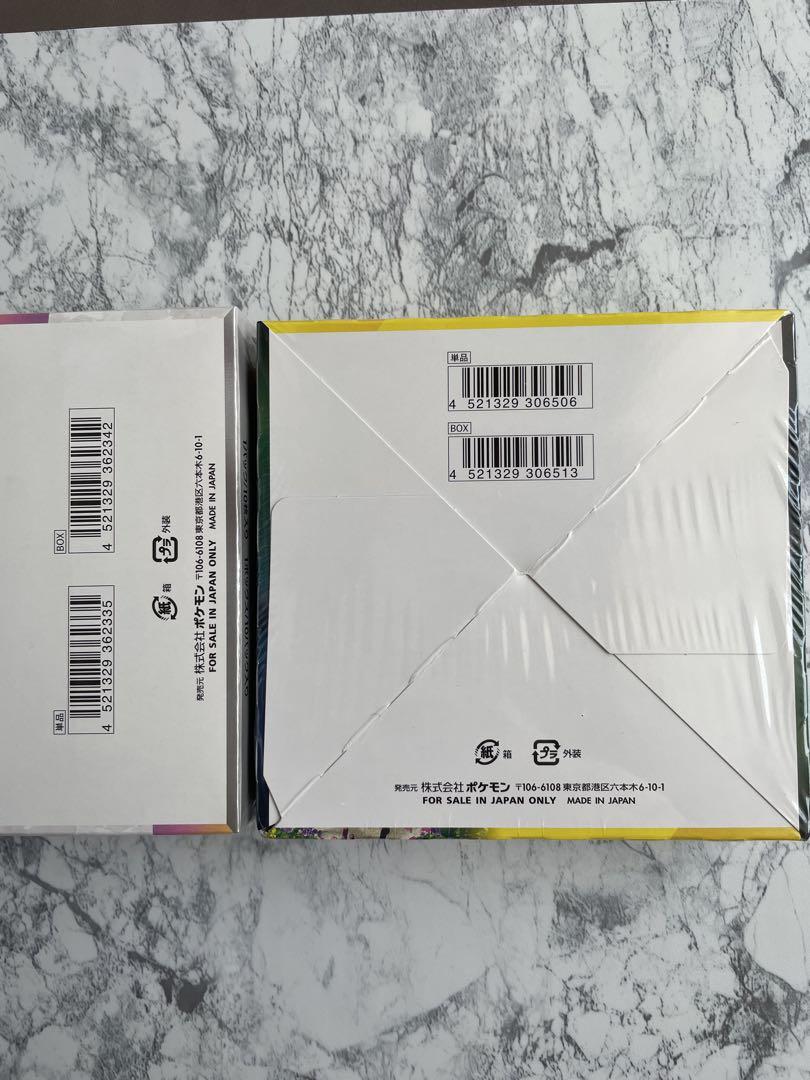 BOX
4 521329 362342
単品
4 521329 362335
プラ 外装
紙 箱
発売元 株式会社ポケモン 〒106-6108 東京都港区六本木6-10-1
FOR SALE IN JAPAN ONLY MADE IN JAPAN
単品
4 521329 306506
BOX
4 521329 306513
紙 箱 プラ 外装
発売元 株式会社ポケモン 〒106-6108 東京都港区六本木6-10-1
FOR SALE IN JAPAN ONLY MADE IN JAPAN